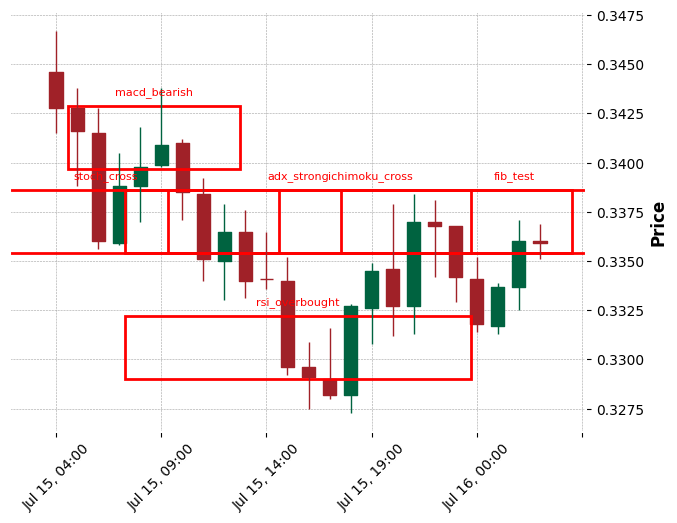 0.3475
0.3450
macd_bearish
0.3425
0.3400
stoch_cross
adx_strong
ichimoku_cross
fib_test
0.3375
0.3350
rsi_overbought
0.3325
0.3300
0.3275
Price
Jul 15, 04:00
Jul 15, 09:00
Jul 15, 14:00
Jul 15, 19:00
Jul 16, 00:00